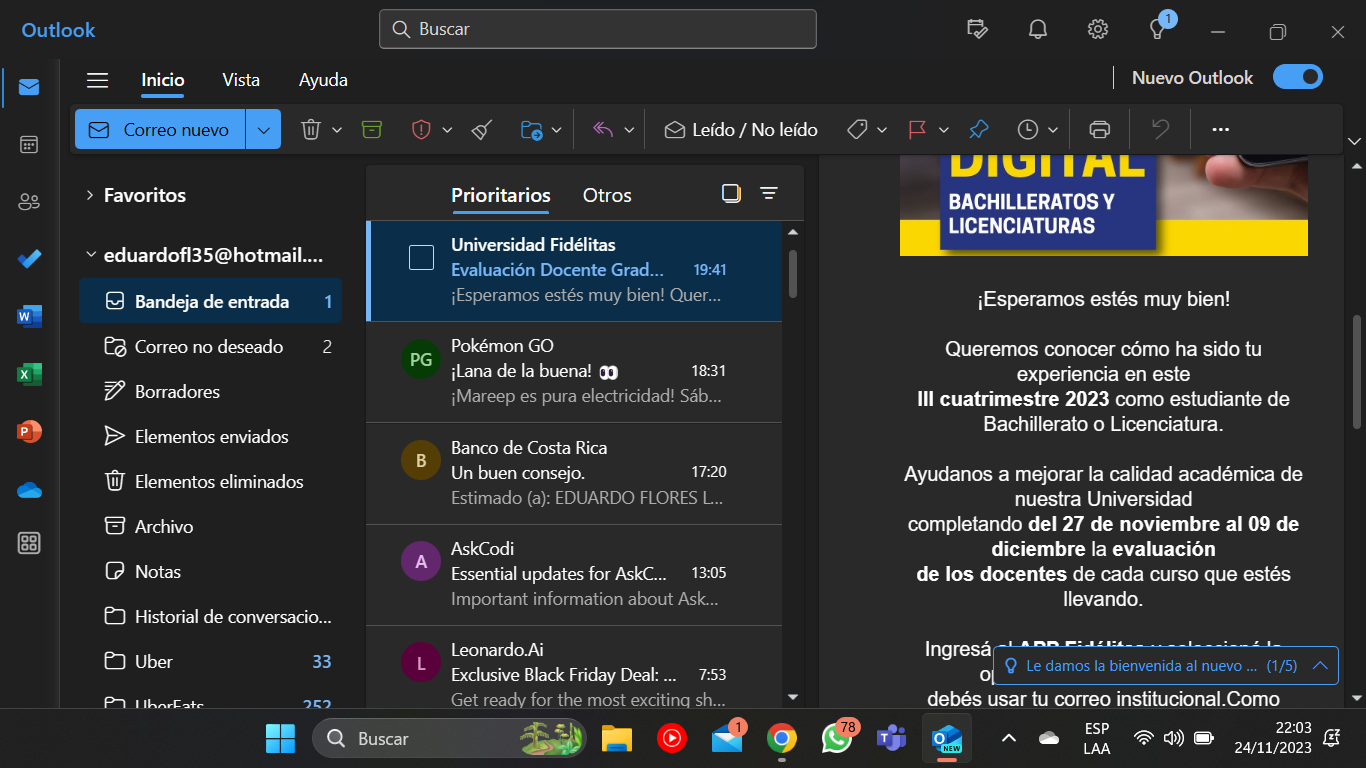 Outlook
Buscar
1
Inicio
Vista
Ayuda
Nuevo Outlook
Correo nuevo
Leído / No leído
Favoritos
eduardofl35@hotmail....
Bandeja de entrada 1
Correo no deseado 2
Borradores
Elementos enviados
Elementos eliminados
Archivo
Notas
Historial de conversacio...
Uber 33
UberEats 252
Prioritarios
Otros
Universidad Fidélitas
Evaluación Docente Grad... 19:41
¡Esperamos estés muy bien! Quer...
PG
Pokémon GO
¡Lana de la buena! 👀 18:31
¡Mareep es pura electricidad! Sáb...
B
Banco de Costa Rica
Un buen consejo. 17:20
Estimado (a): EDUARDO FLORES L...
A
AskCodi
Essential updates for AskC... 13:05
Important information about Ask...
L
Leonardo.Ai
Exclusive Black Friday Deal: ... 7:53
Get ready for the most exciting sh...
DIGITAL
BACHILLERATOS Y
LICENCIATURAS
¡Esperamos estés muy bien!
Queremos conocer cómo ha sido tu
experiencia en este
III cuatrimestre 2023 como estudiante de
Bachillerato o Licenciatura.
Ayudanos a mejorar la calidad académica de
nuestra Universidad
completando del 27 de noviembre al 09 de
diciembre la evaluación
de los docentes de cada curso que estés
llevando.
Ingresá al APP Fidélitas y seleccioná la
Le damos la bienvenida al nuevo ... (1/5)
debés usar tu correo institucional.Como
W
X
P
Buscar
1
78
NEW
ESP
LAA
22:03
24/11/2023